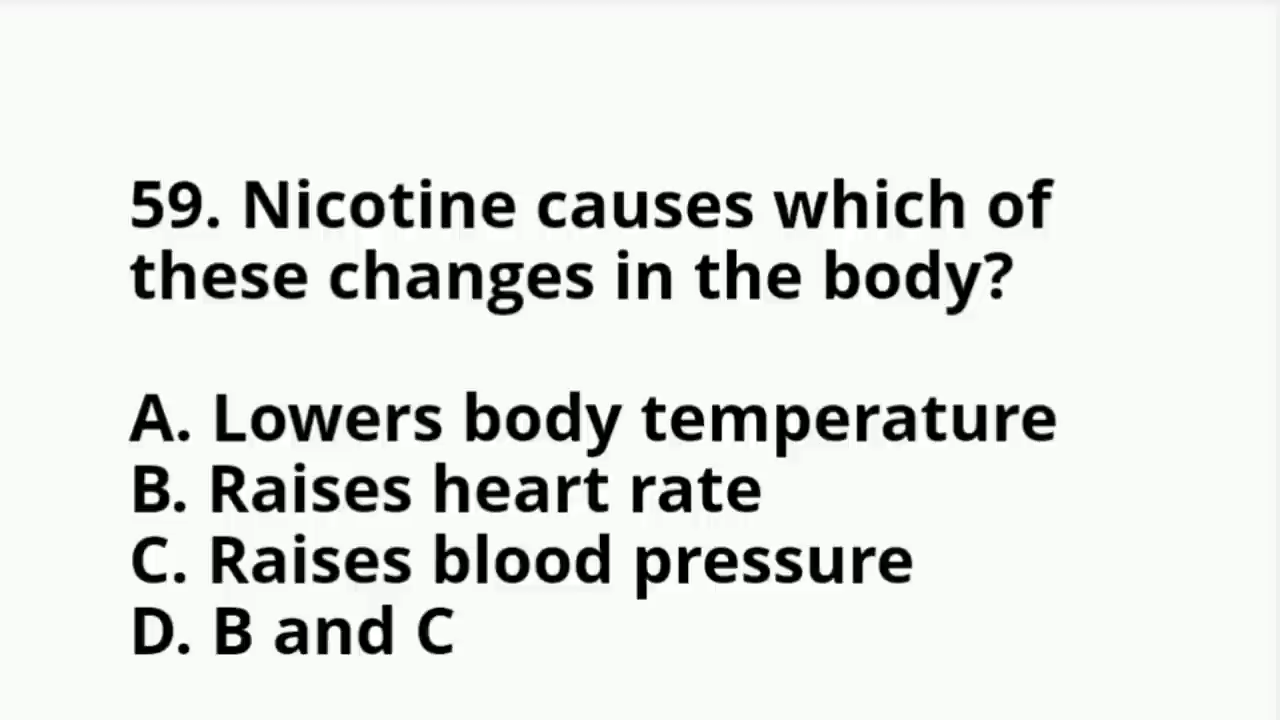 59. Nicotine causes which of
these changes in the body?
A. Lowers body temperature
B. Raises heart rate
C. Raises blood pressure
D. B and C